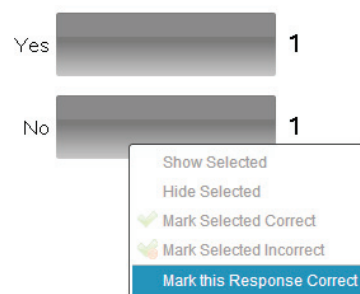 Yes 1
No 1
Show Selected
Hide Selected
Mark Selected Correct
Mark Selected Incorrect
Mark this Response Correct